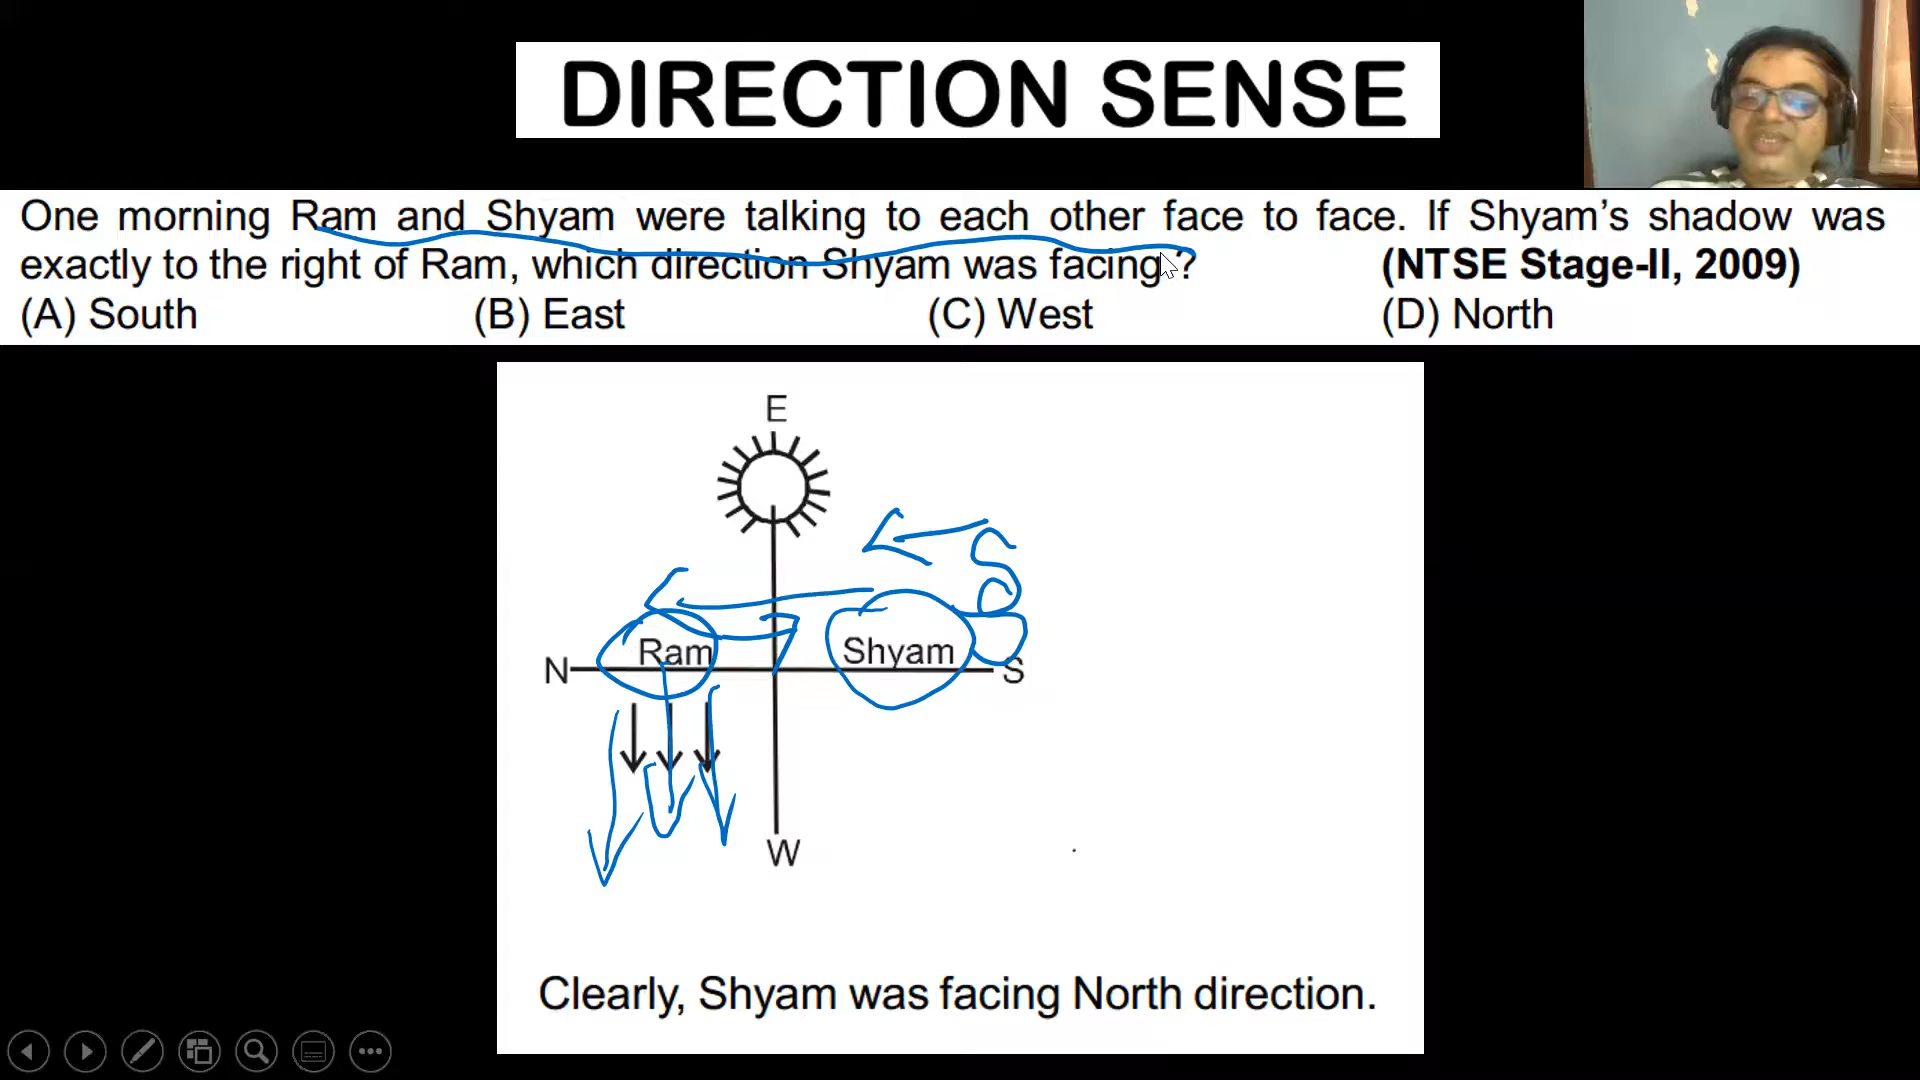 DIRECTION SENSE
One morning Ram and Shyam were talking to each other face to face. If Shyam’s shadow was
exactly to the right of Ram, which direction Shyam was facing ? (NTSE Stage-II, 2009)
(A) South (B) East (C) West (D) North
E
Ram Shyam
N S
W
Clearly, Shyam was facing North direction.